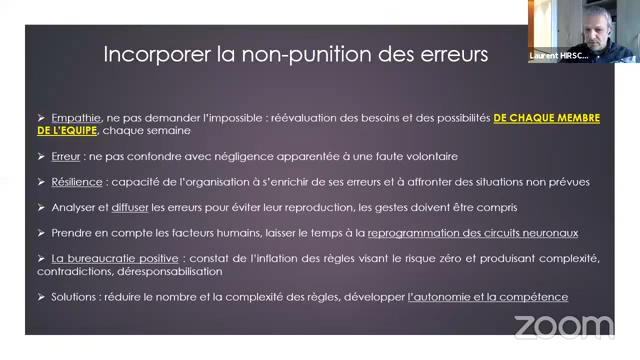 Incorporer la non-punition des erreurs
Laurent HIRSC...
➢ Empathie, ne pas demander l'impossible : réévaluation des besoins et des possibilités DE CHAQUE MEMBRE
DE L'EQUIPE, chaque semaine
➢ Erreur : ne pas confondre avec négligence apparentée à une faute volontaire
➢ Résilience : capacité de l'organisation à s'enrichir de ses erreurs et à affronter des situations non prévues
➢ Analyser et diffuser les erreurs pour éviter leur reproduction, les gestes doivent être compris
➢ Prendre en compte les facteurs humains, laisser le temps à la reprogrammation des circuits neuronaux
➢ La bureaucratie positive : constat de l'inflation des règles visant le risque zéro et produisant complexité,
contradictions, déresponsabilisation
➢ Solutions : réduire le nombre et la complexité des règles, développer l'autonomie et la compétence
zoom